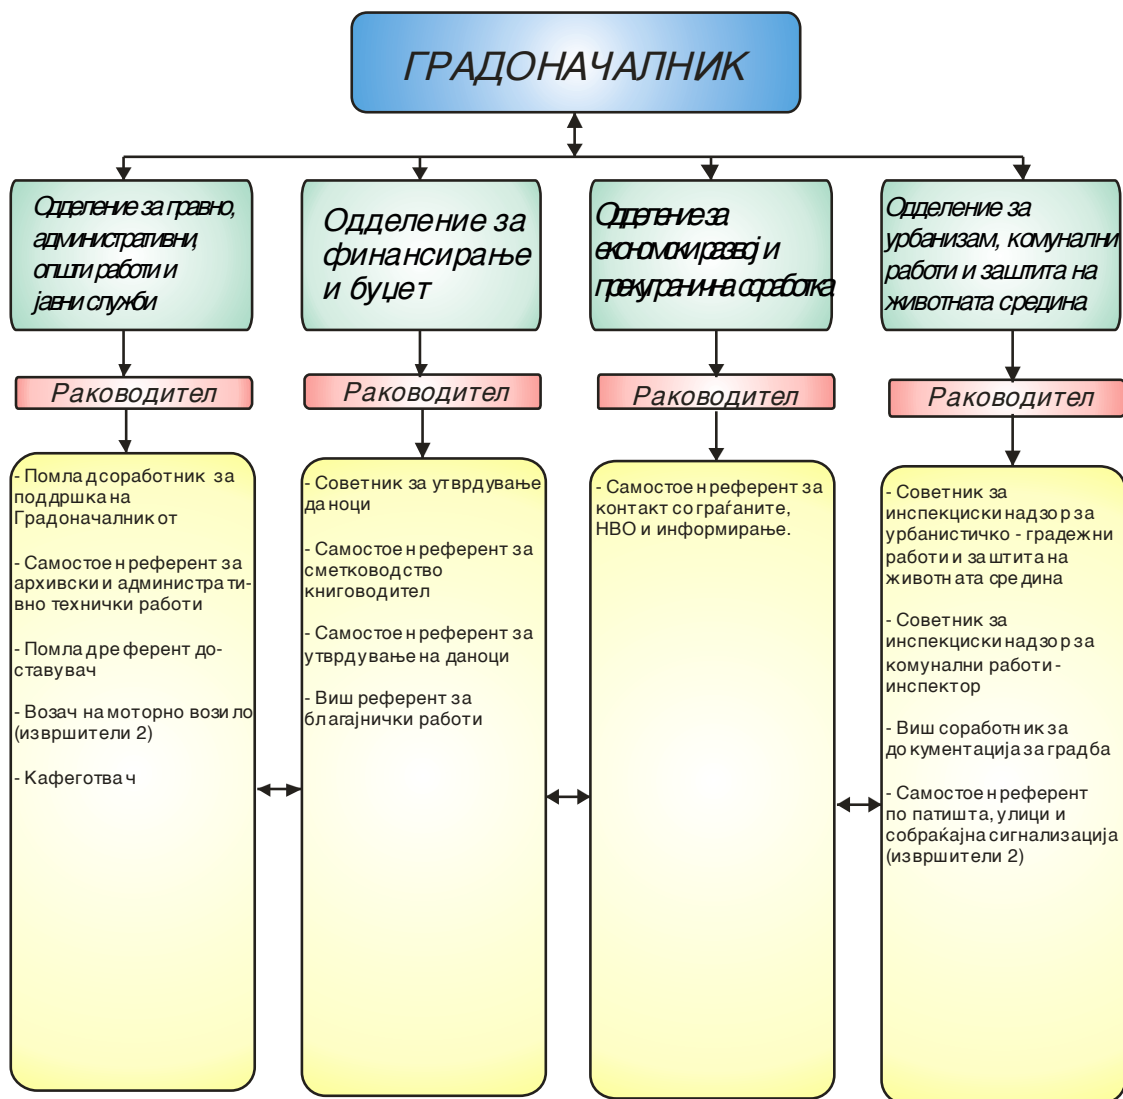 ГРАДОНАЧАЛНИК
Одделение за правно,
административни,
општи работи и
јавни служби
Раководител
- Помлад соработник за
поддршка на
Градоначалникот
- Самостоен референт за
архивски и администрати-
вно технички работи
- Помлад референт до-
ставувач
- Возач на моторно возило
(извршители 2)
- Кафеготвач
Одделение за
финансирање
и буџет
Раководител
- Советник за утврдување
даноци
- Самостоен референт за
сметководство
книговодител
- Самостоен референт за
утврдување на даноци
- Виш референт за
благајнички работи
Одделение за
економски развој и
прекугранична соработка
Раководител
- Самостоен референт за
контакт со граѓаните,
НВО и информирање.
Одделение за
урбанизам, комунални
работи и заштита на
животната средина
Раководител
- Советник за
инспекциски надзор за
урбанистичко - градежни
работи и заштита на
животната средина
- Советник за
инспекциски надзор за
комунални работи -
инспектор
- Виш соработник за
документација за градба
- Самостоен референт
по патишта, улици и
собраќајна сигнализација
(извршители 2)